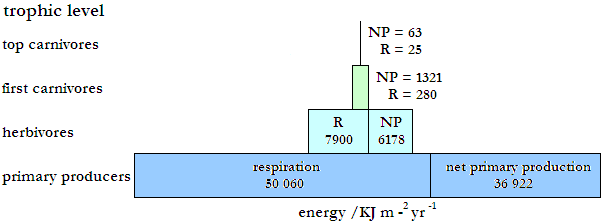 trophic level
top carnivores
NP = 63
R = 25
first carnivores
NP = 1321
R = 280
herbivores
R
7900
NP
6178
primary producers
respiration
50 060
net primary production
36 922
energy /KJ m -2 yr -1